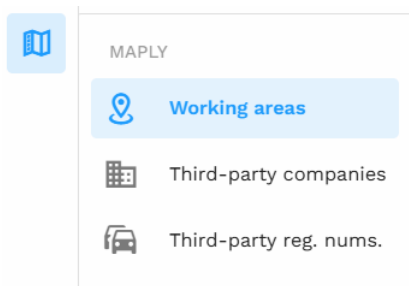 MAPLY
Working areas
Third-party companies
Third-party reg. nums.